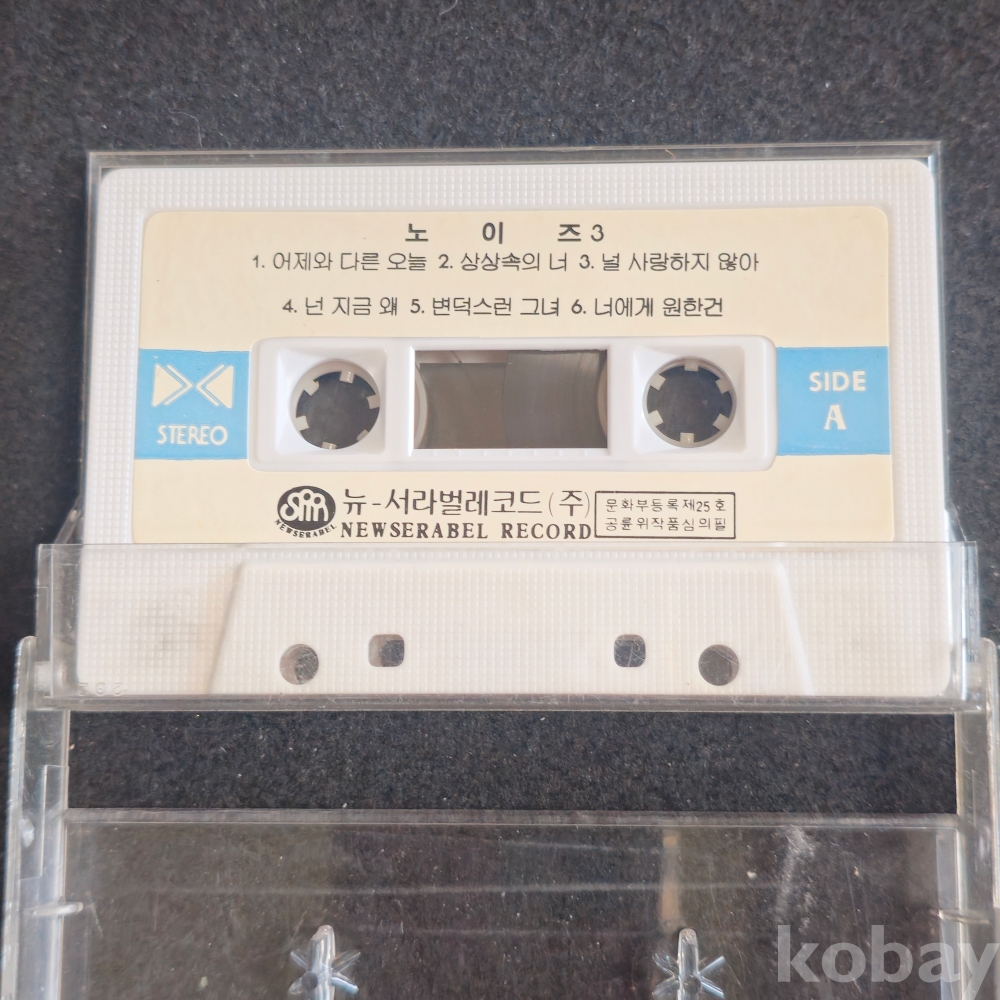 노 이 즈 3
1. 어제와 다른 오늘 2. 상상속의 너 3. 널 사랑하지 않아
4. 넌 지금 왜 5. 변덕스런 그녀 6. 너에게 원한건
STEREO
SIDE
A
NEWSERABEL
뉴-서라벌레코드(주)
NEWSERABEL RECORD
문화부등록제25호
공륜위작품심의필
kobay